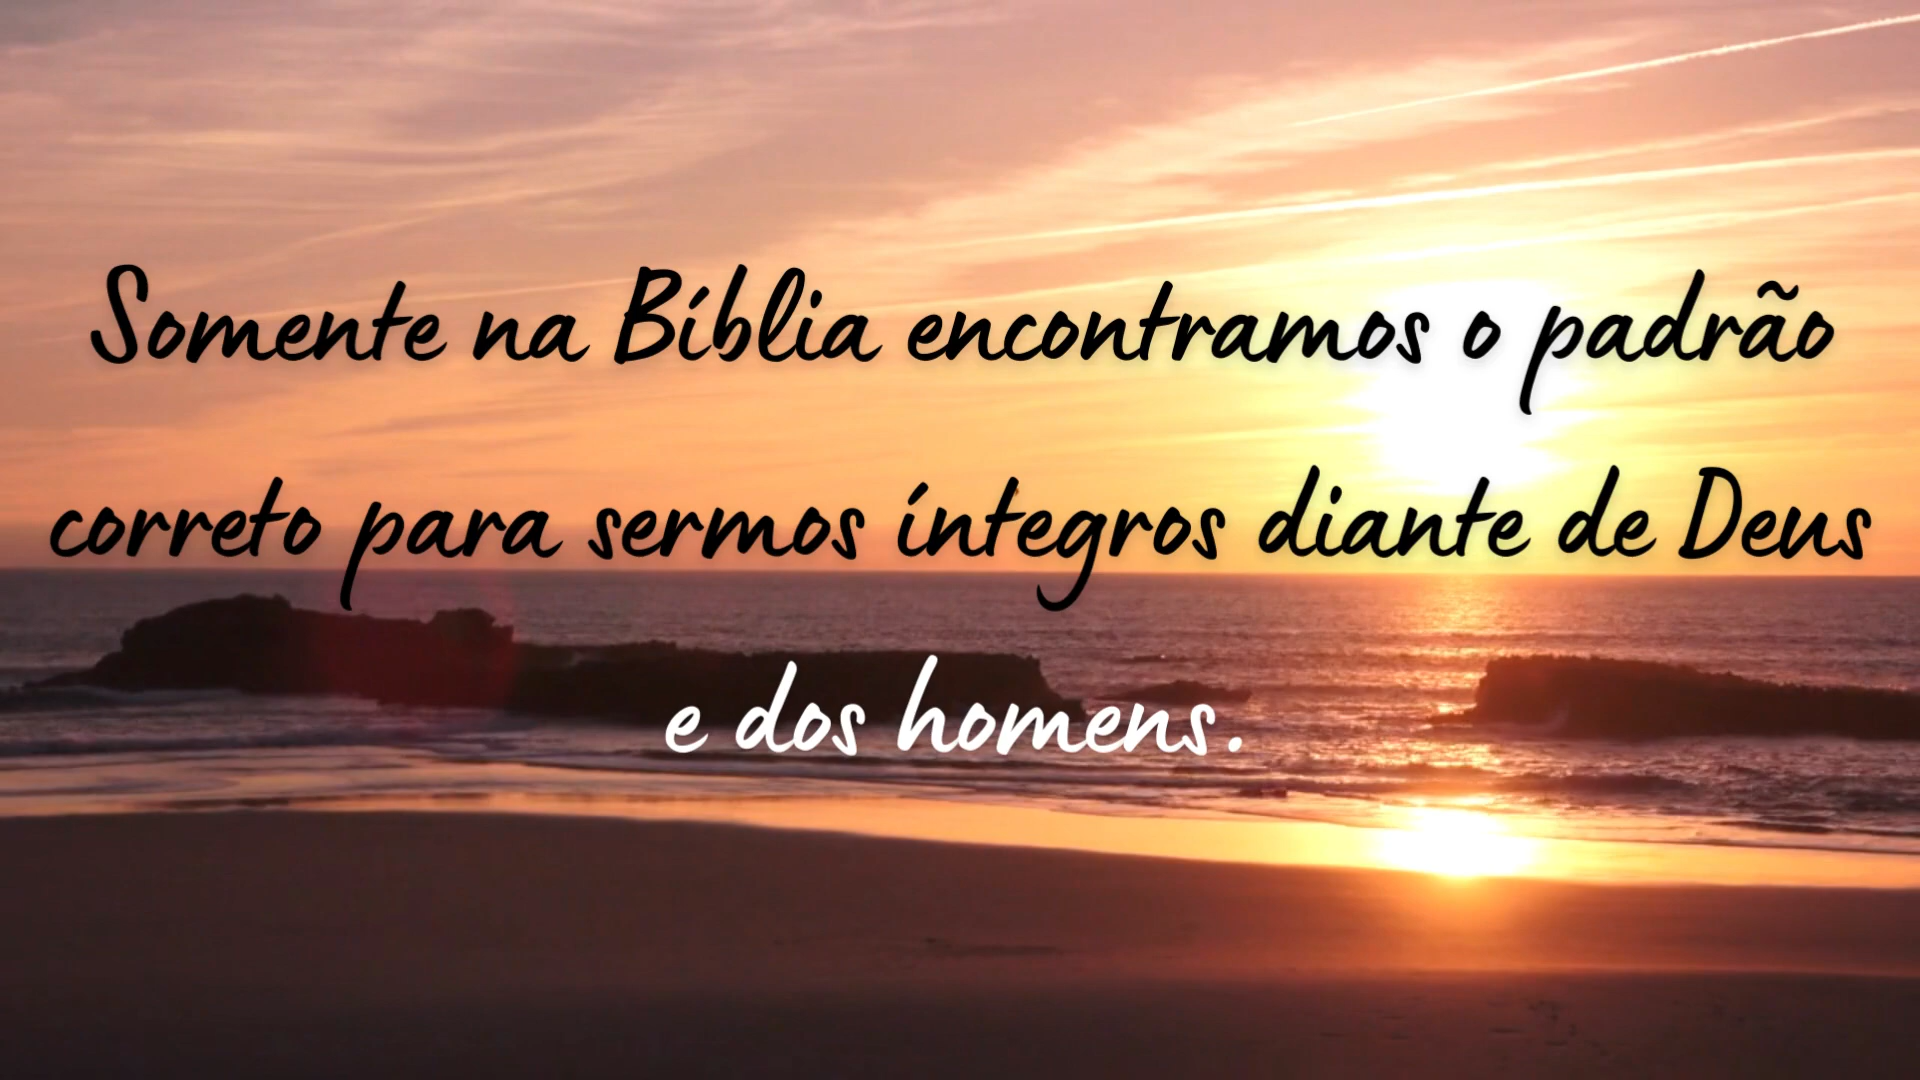 Somente na Bíblia encontramos o padrão
correto para sermos íntegros diante de Deus
e dos homens.